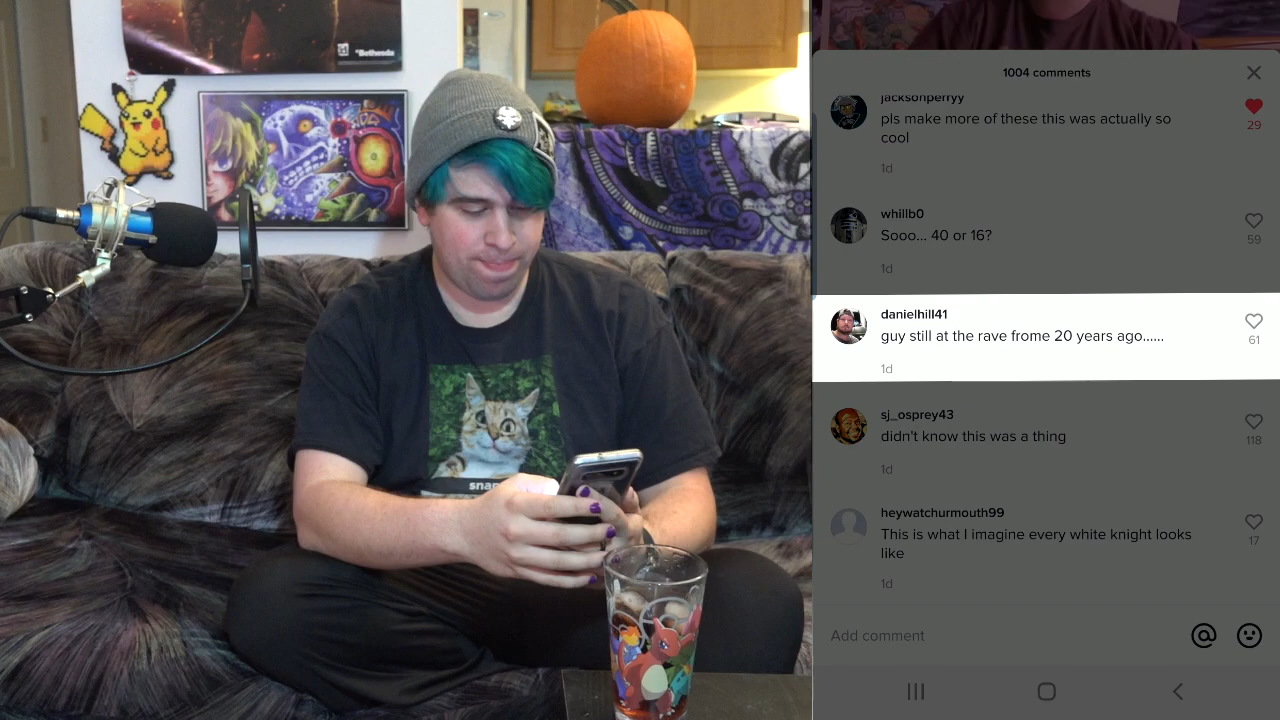 Bethesda
snap
1004 comments
jacksonperryy
pls make more of these this was actually so
cool
29
1d
whillb0
Sooo... 40 or 16?
59
1d
danielhill41
guy still at the rave frome 20 years ago......
61
1d
sj_osprey43
didn't know this was a thing
118
1d
heywatchurmouth99
This is what I imagine every white knight looks
like
17
1d
Add comment